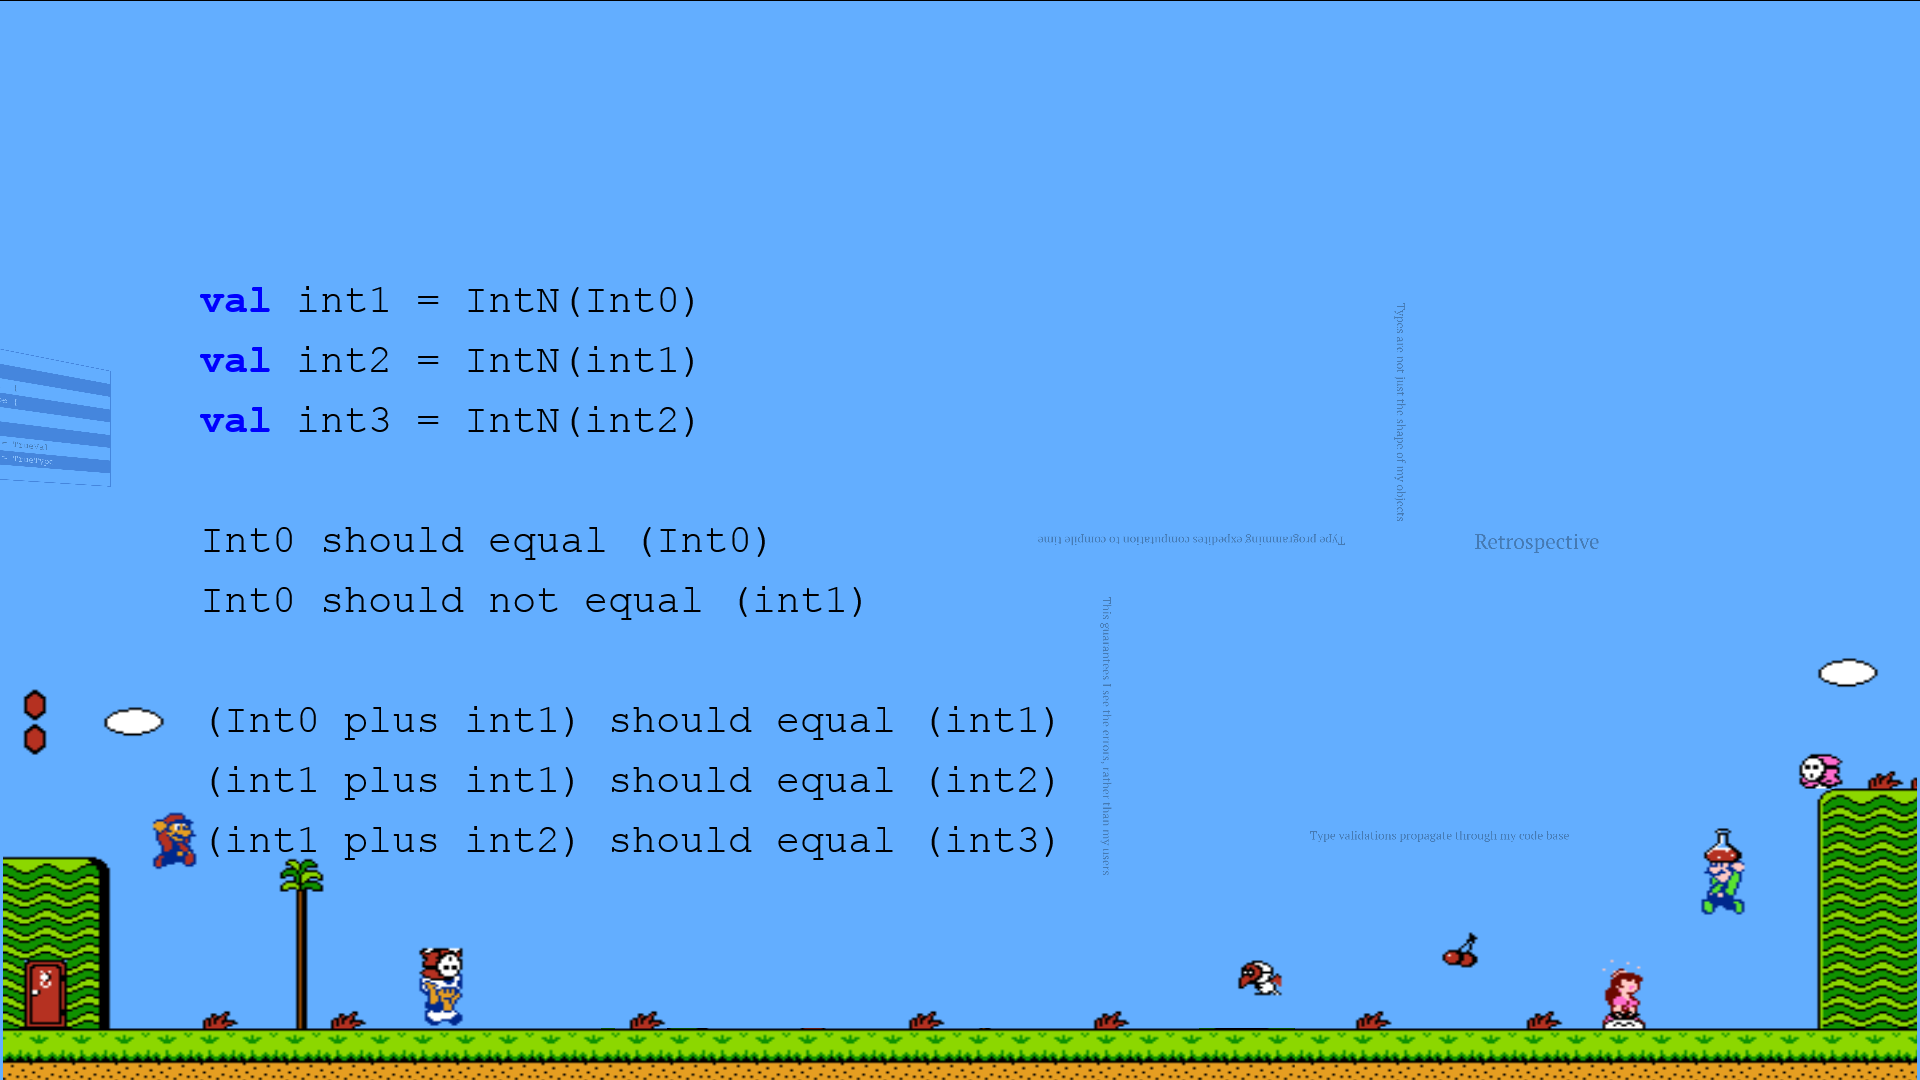 val int1 = IntN(Int0)
val int2 = IntN(int1)
val int3 = IntN(int2)
Int0 should equal (Int0)
Int0 should not equal (int1)
(Int0 plus int1) should equal (int1)
(int1 plus int1) should equal (int2)
(int1 plus int2) should equal (int3)
= TrueVal
= TrueType
Types are not just the shape of my objects
Type programming expedites computation to compile time
Retrospective
This guarantees I see the errors, rather than my users
Type validations propagate through my code base